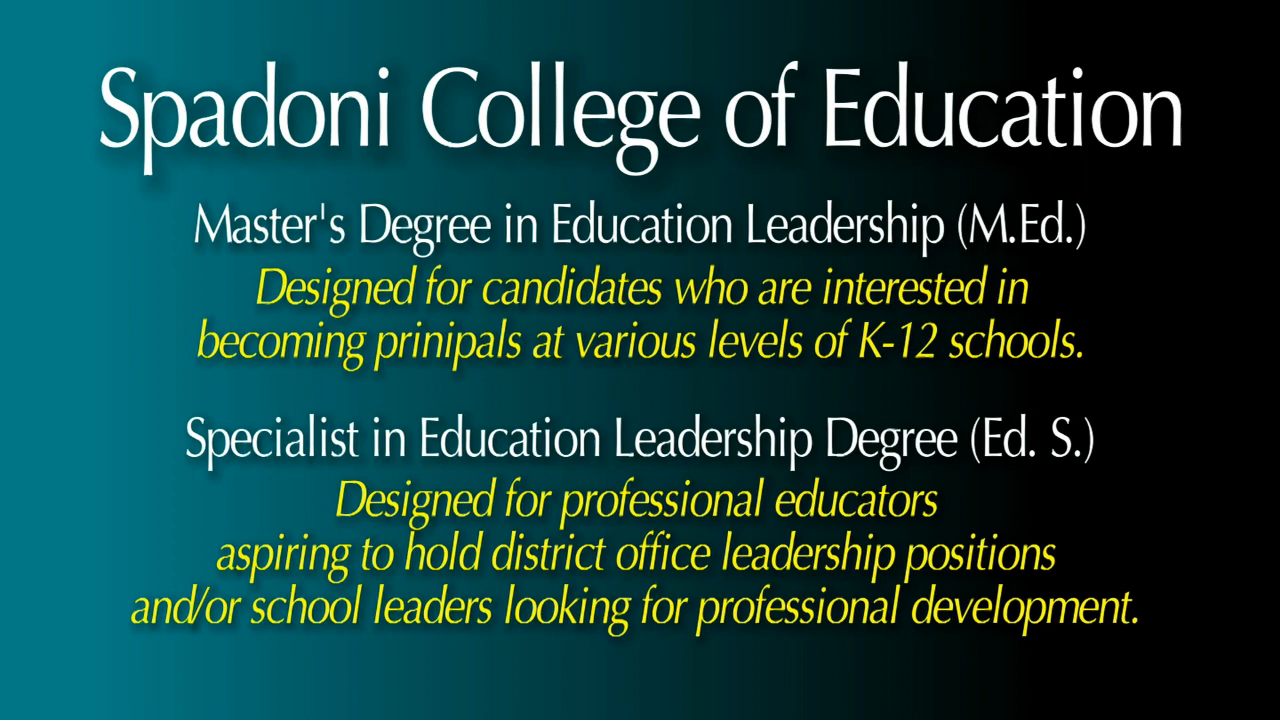 Spadoni College of Education
Master's Degree in Education Leadership (M.Ed.)
Designed for candidates who are interested in
becoming prinipals at various levels of K-12 schools.
Specialist in Education Leadership Degree (Ed. S.)
Designed for professional educators
aspiring to hold district office leadership positions
and/or school leaders looking for professional development.